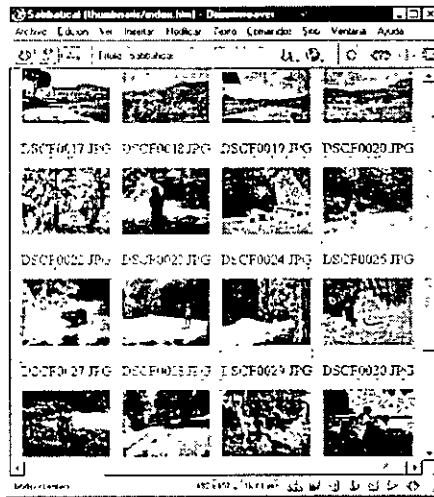 Sabbatical (thumbnails/index.htm) - Dreamweaver
Archivo Edición Ver Insertar Modificar Texto Comandos Sitio Ventana Ayuda
Título: Sabbatical
DSCF0017.JPG DSCF0018.JPG DSCF0019.JPG DSCF0020.JPG
DSCF0022.JPG DSCF0023.JPG DSCF0024.JPG DSCF0025.JPG
DSCF0027.JPG DSCF0028.JPG DSCF0029.JPG DSCF0030.JPG